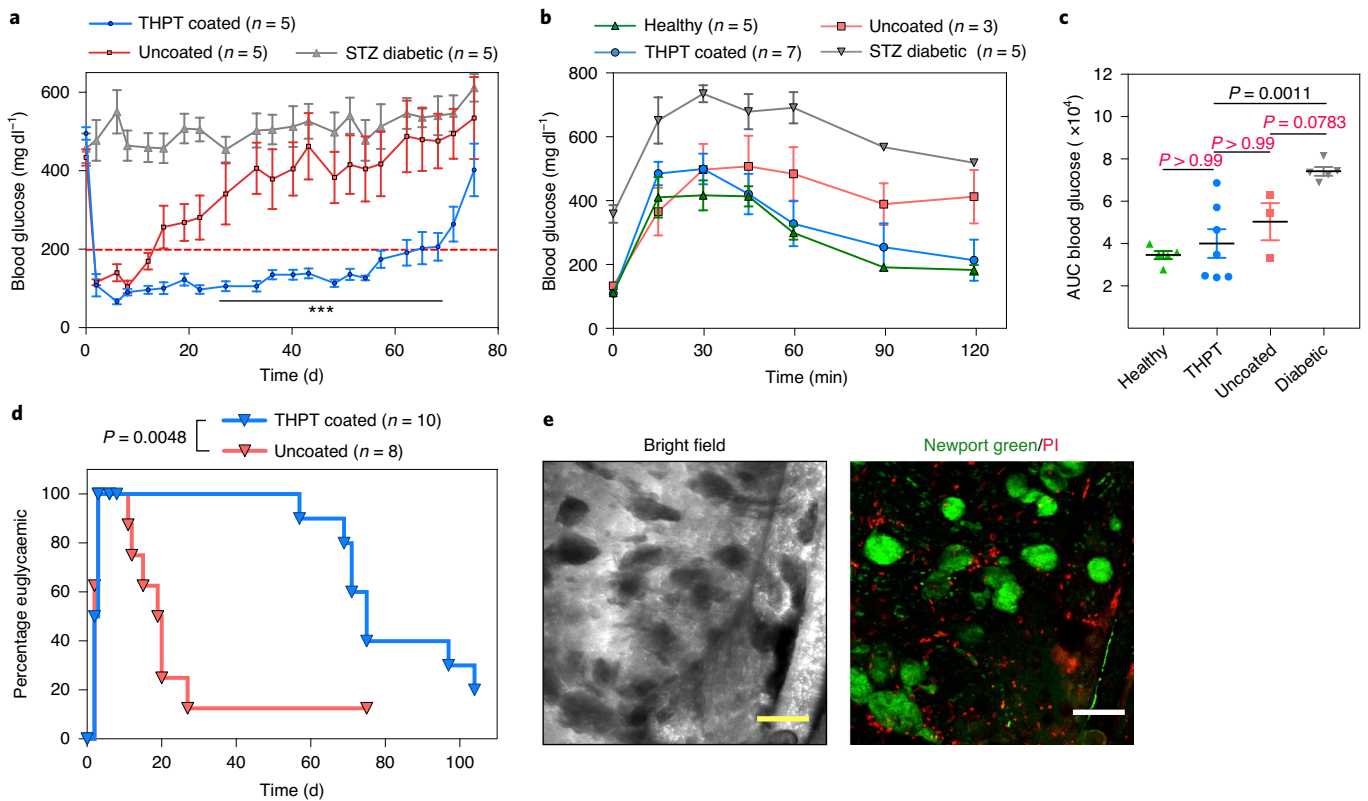 a
THPT coated (n = 5)
Uncoated (n = 5)
STZ diabetic (n = 5)
Blood glucose (mg dl⁻¹)
600
400
200
0
***
0 20 40 60 80
Time (d)
b
Healthy (n = 5)
Uncoated (n = 3)
THPT coated (n = 7)
STZ diabetic (n = 5)
Blood glucose (mg dl⁻¹)
800
600
400
200
0
0 30 60 90 120
Time (min)
c
AUC blood glucose ( ×10⁴)
12
10
8
6
4
2
P = 0.0011
P = 0.0783
P > 0.99
P > 0.99
Healthy
THPT
Uncoated
Diabetic
d
P = 0.0048
THPT coated (n = 10)
Uncoated (n = 8)
Percentage euglycaemic
100
80
60
40
20
0
0 20 40 60 80 100
Time (d)
e
Bright field
Newport green/PI